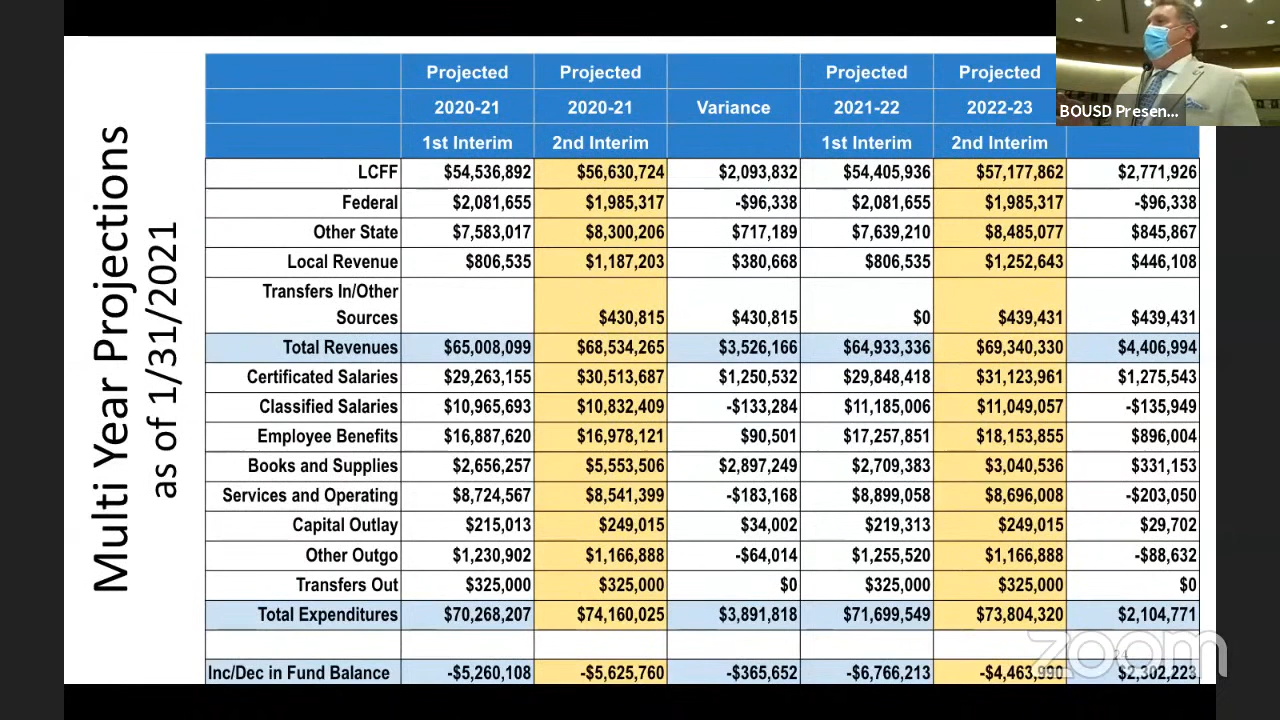 Multi Year Projections
as of 1/31/2021
Projected Projected Projected Projected
2020-21 2020-21 Variance 2021-22 2022-23
1st Interim 2nd Interim 1st Interim 2nd Interim
LCFF $54,536,892 $56,630,724 $2,093,832 $54,405,936 $57,177,862 $2,771,926
Federal $2,081,655 $1,985,317 -$96,338 $2,081,655 $1,985,317 -$96,338
Other State $7,583,017 $8,300,206 $717,189 $7,639,210 $8,485,077 $845,867
Local Revenue $806,535 $1,187,203 $380,668 $806,535 $1,252,643 $446,108
Transfers In/Other
Sources $430,815 $430,815 $0 $439,431 $439,431
Total Revenues $65,008,099 $68,534,265 $3,526,166 $64,933,336 $69,340,330 $4,406,994
Certificated Salaries $29,263,155 $30,513,687 $1,250,532 $29,848,418 $31,123,961 $1,275,543
Classified Salaries $10,965,693 $10,832,409 -$133,284 $11,185,006 $11,049,057 -$135,949
Employee Benefits $16,887,620 $16,978,121 $90,501 $17,257,851 $18,153,855 $896,004
Books and Supplies $2,656,257 $5,553,506 $2,897,249 $2,709,383 $3,040,536 $331,153
Services and Operating $8,724,567 $8,541,399 -$183,168 $8,899,058 $8,696,008 -$203,050
Capital Outlay $215,013 $249,015 $34,002 $219,313 $249,015 $29,702
Other Outgo $1,230,902 $1,166,888 -$64,014 $1,255,520 $1,166,888 -$88,632
Transfers Out $325,000 $325,000 $0 $325,000 $325,000 $0
Total Expenditures $70,268,207 $74,160,025 $3,891,818 $71,699,549 $73,804,320 $2,104,771
Inc/Dec in Fund Balance -$5,260,108 -$5,625,760 -$365,652 -$6,766,213 -$4,463,990 $2,302,223
BOUSD Presen...
zoom